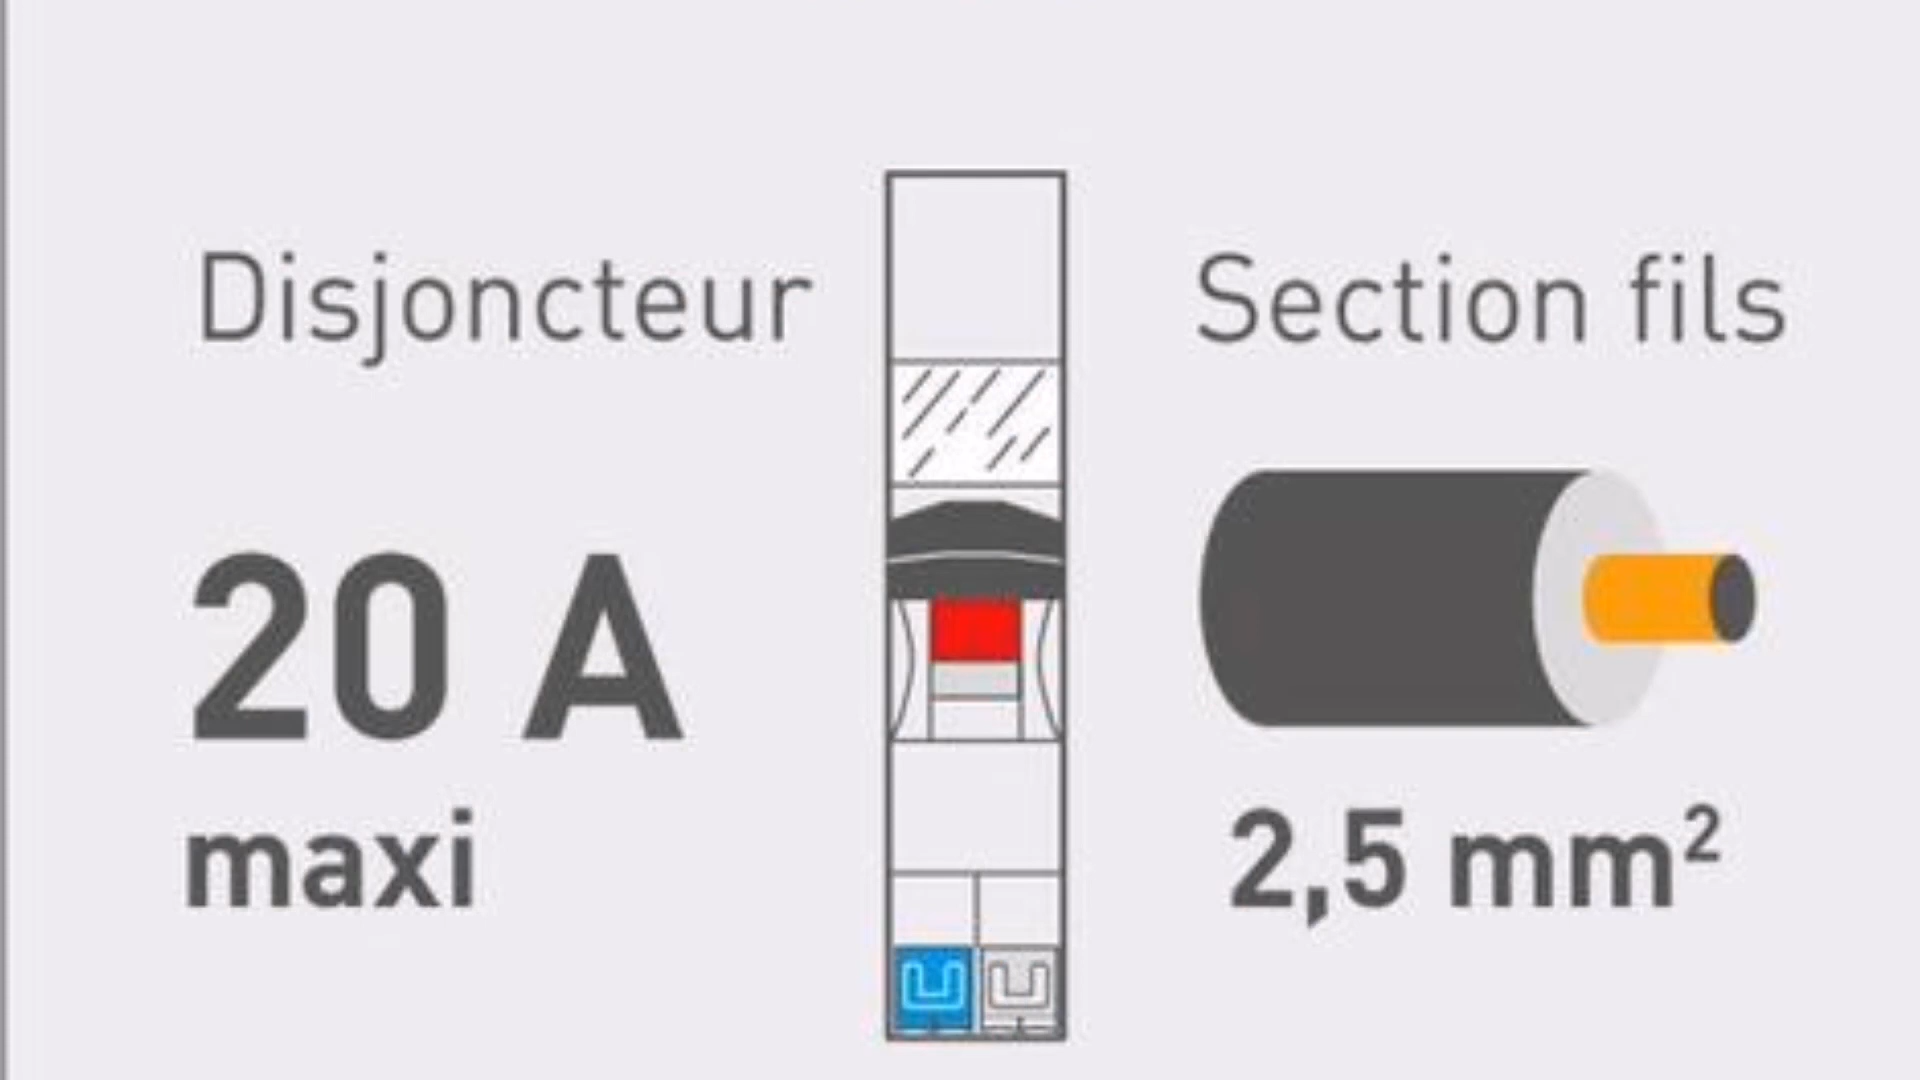 Disjoncteur
20 A
maxi
Section fils
2,5 mm²